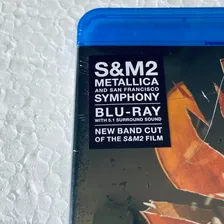 S&M2
METALLICA
AND SAN FRANCISCO
SYMPHONY
BLU-RAY
WITH 5.1 SURROUND SOUND
NEW BAND CUT
OF THE S&M2 FILM